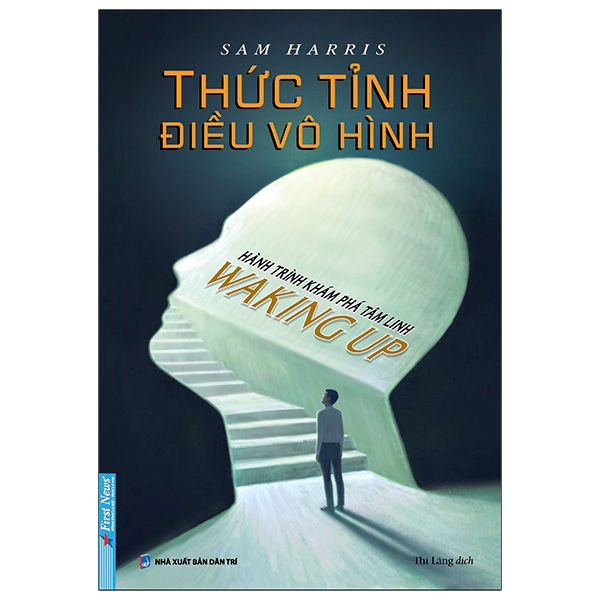 SAM HARRIS
THỨC TỈNH
ĐIỀU VÔ HÌNH
HÀNH TRÌNH KHÁM PHÁ TÂM LINH
WAKING UP
First News
NHÀ XUẤT BẢN DÂN TRÍ
Thi Lăng dịch